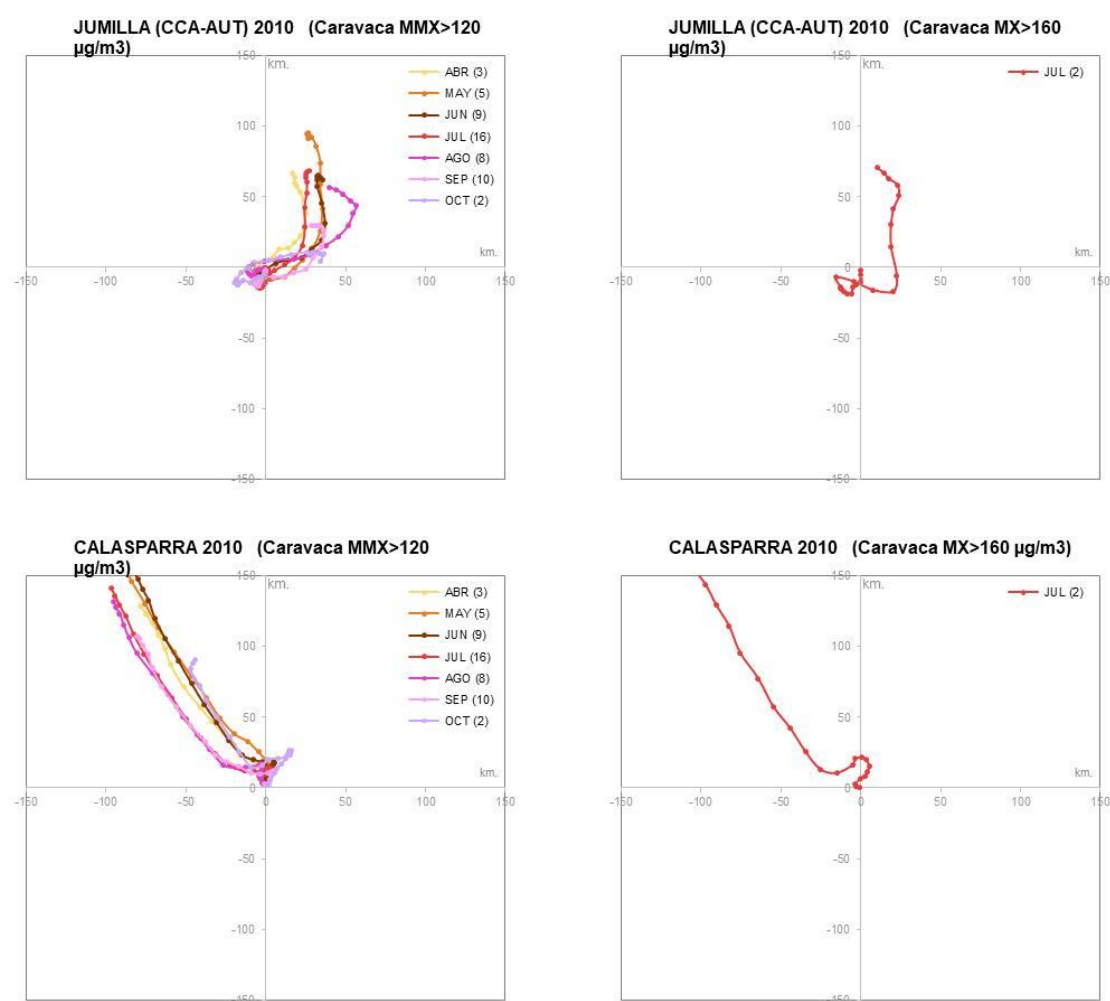 JUMILLA (CCA-AUT) 2010 (Caravaca MMX>120
µg/m3)
150
km.
ABR (3)
MAY (5)
JUN (9)
JUL (16)
AGO (8)
SEP (10)
OCT (2)
100
50
km.
0
-150
-100
-50
0
50
100
150
-50
-100
-150
JUMILLA (CCA-AUT) 2010 (Caravaca MX>160
µg/m3)
150
km.
JUL (2)
100
50
km.
0
-150
-100
-50
0
50
100
150
-50
-100
-150
CALASPARRA 2010 (Caravaca MMX>120
µg/m3)
150
km.
ABR (3)
MAY (5)
JUN (9)
JUL (16)
AGO (8)
SEP (10)
OCT (2)
100
50
km.
0
-150
-100
-50
0
50
100
150
-50
-100
-150
CALASPARRA 2010 (Caravaca MX>160 µg/m3)
150
km.
JUL (2)
100
50
km.
0
-150
-100
-50
0
50
100
150
-50
-100
-150